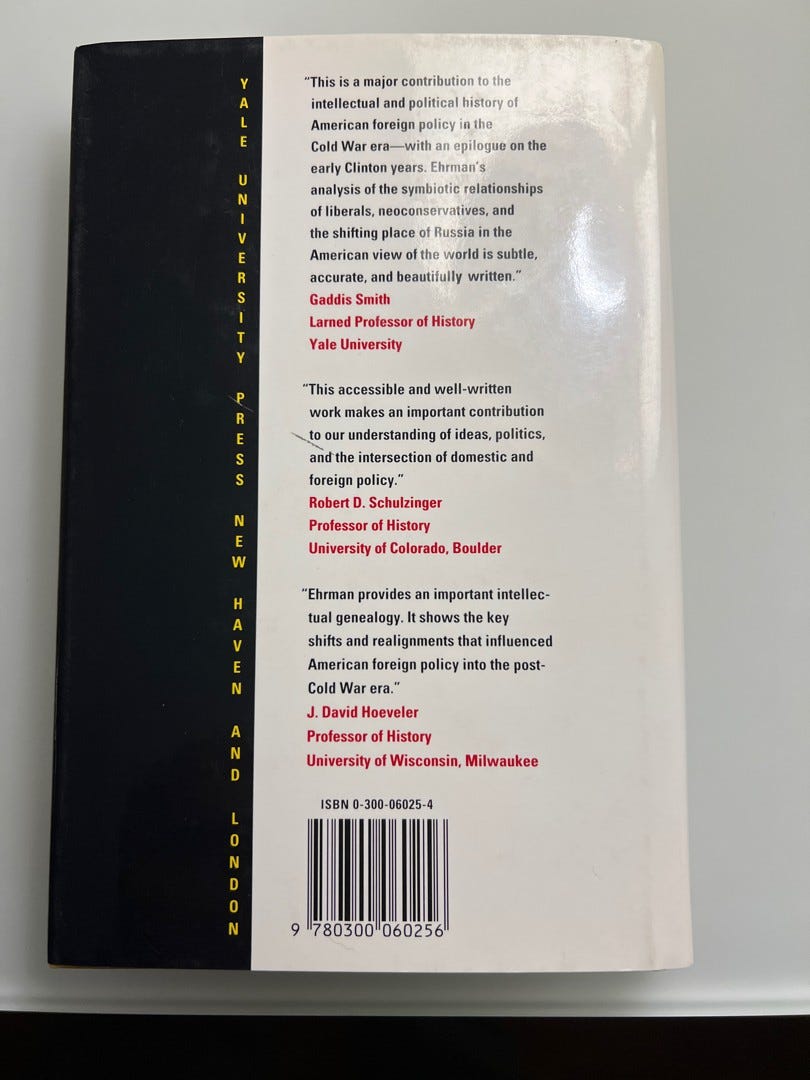 YALE UNIVERSITY PRESS NEW HAVEN AND LONDON
“This is a major contribution to the
intellectual and political history of
American foreign policy in the
Cold War era—with an epilogue on the
early Clinton years. Ehrman’s
analysis of the symbiotic relationships
of liberals, neoconservatives, and
the shifting place of Russia in the
American view of the world is subtle,
accurate, and beautifully written.”
Gaddis Smith
Larned Professor of History
Yale University
“This accessible and well-written
work makes an important contribution
to our understanding of ideas, politics,
and the intersection of domestic and
foreign policy.”
Robert D. Schulzinger
Professor of History
University of Colorado, Boulder
“Ehrman provides an important intellec-
tual genealogy. It shows the key
shifts and realignments that influenced
American foreign policy into the post-
Cold War era.”
J. David Hoeveler
Professor of History
University of Wisconsin, Milwaukee
ISBN 0-300-06025-4
9 780300 060256